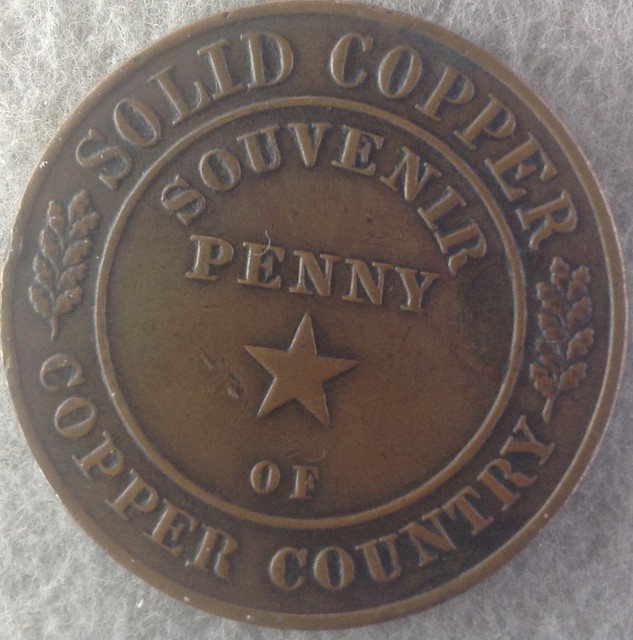 SOLID COPPER
SOUVENIR
PENNY
OF
COPPER COUNTRY